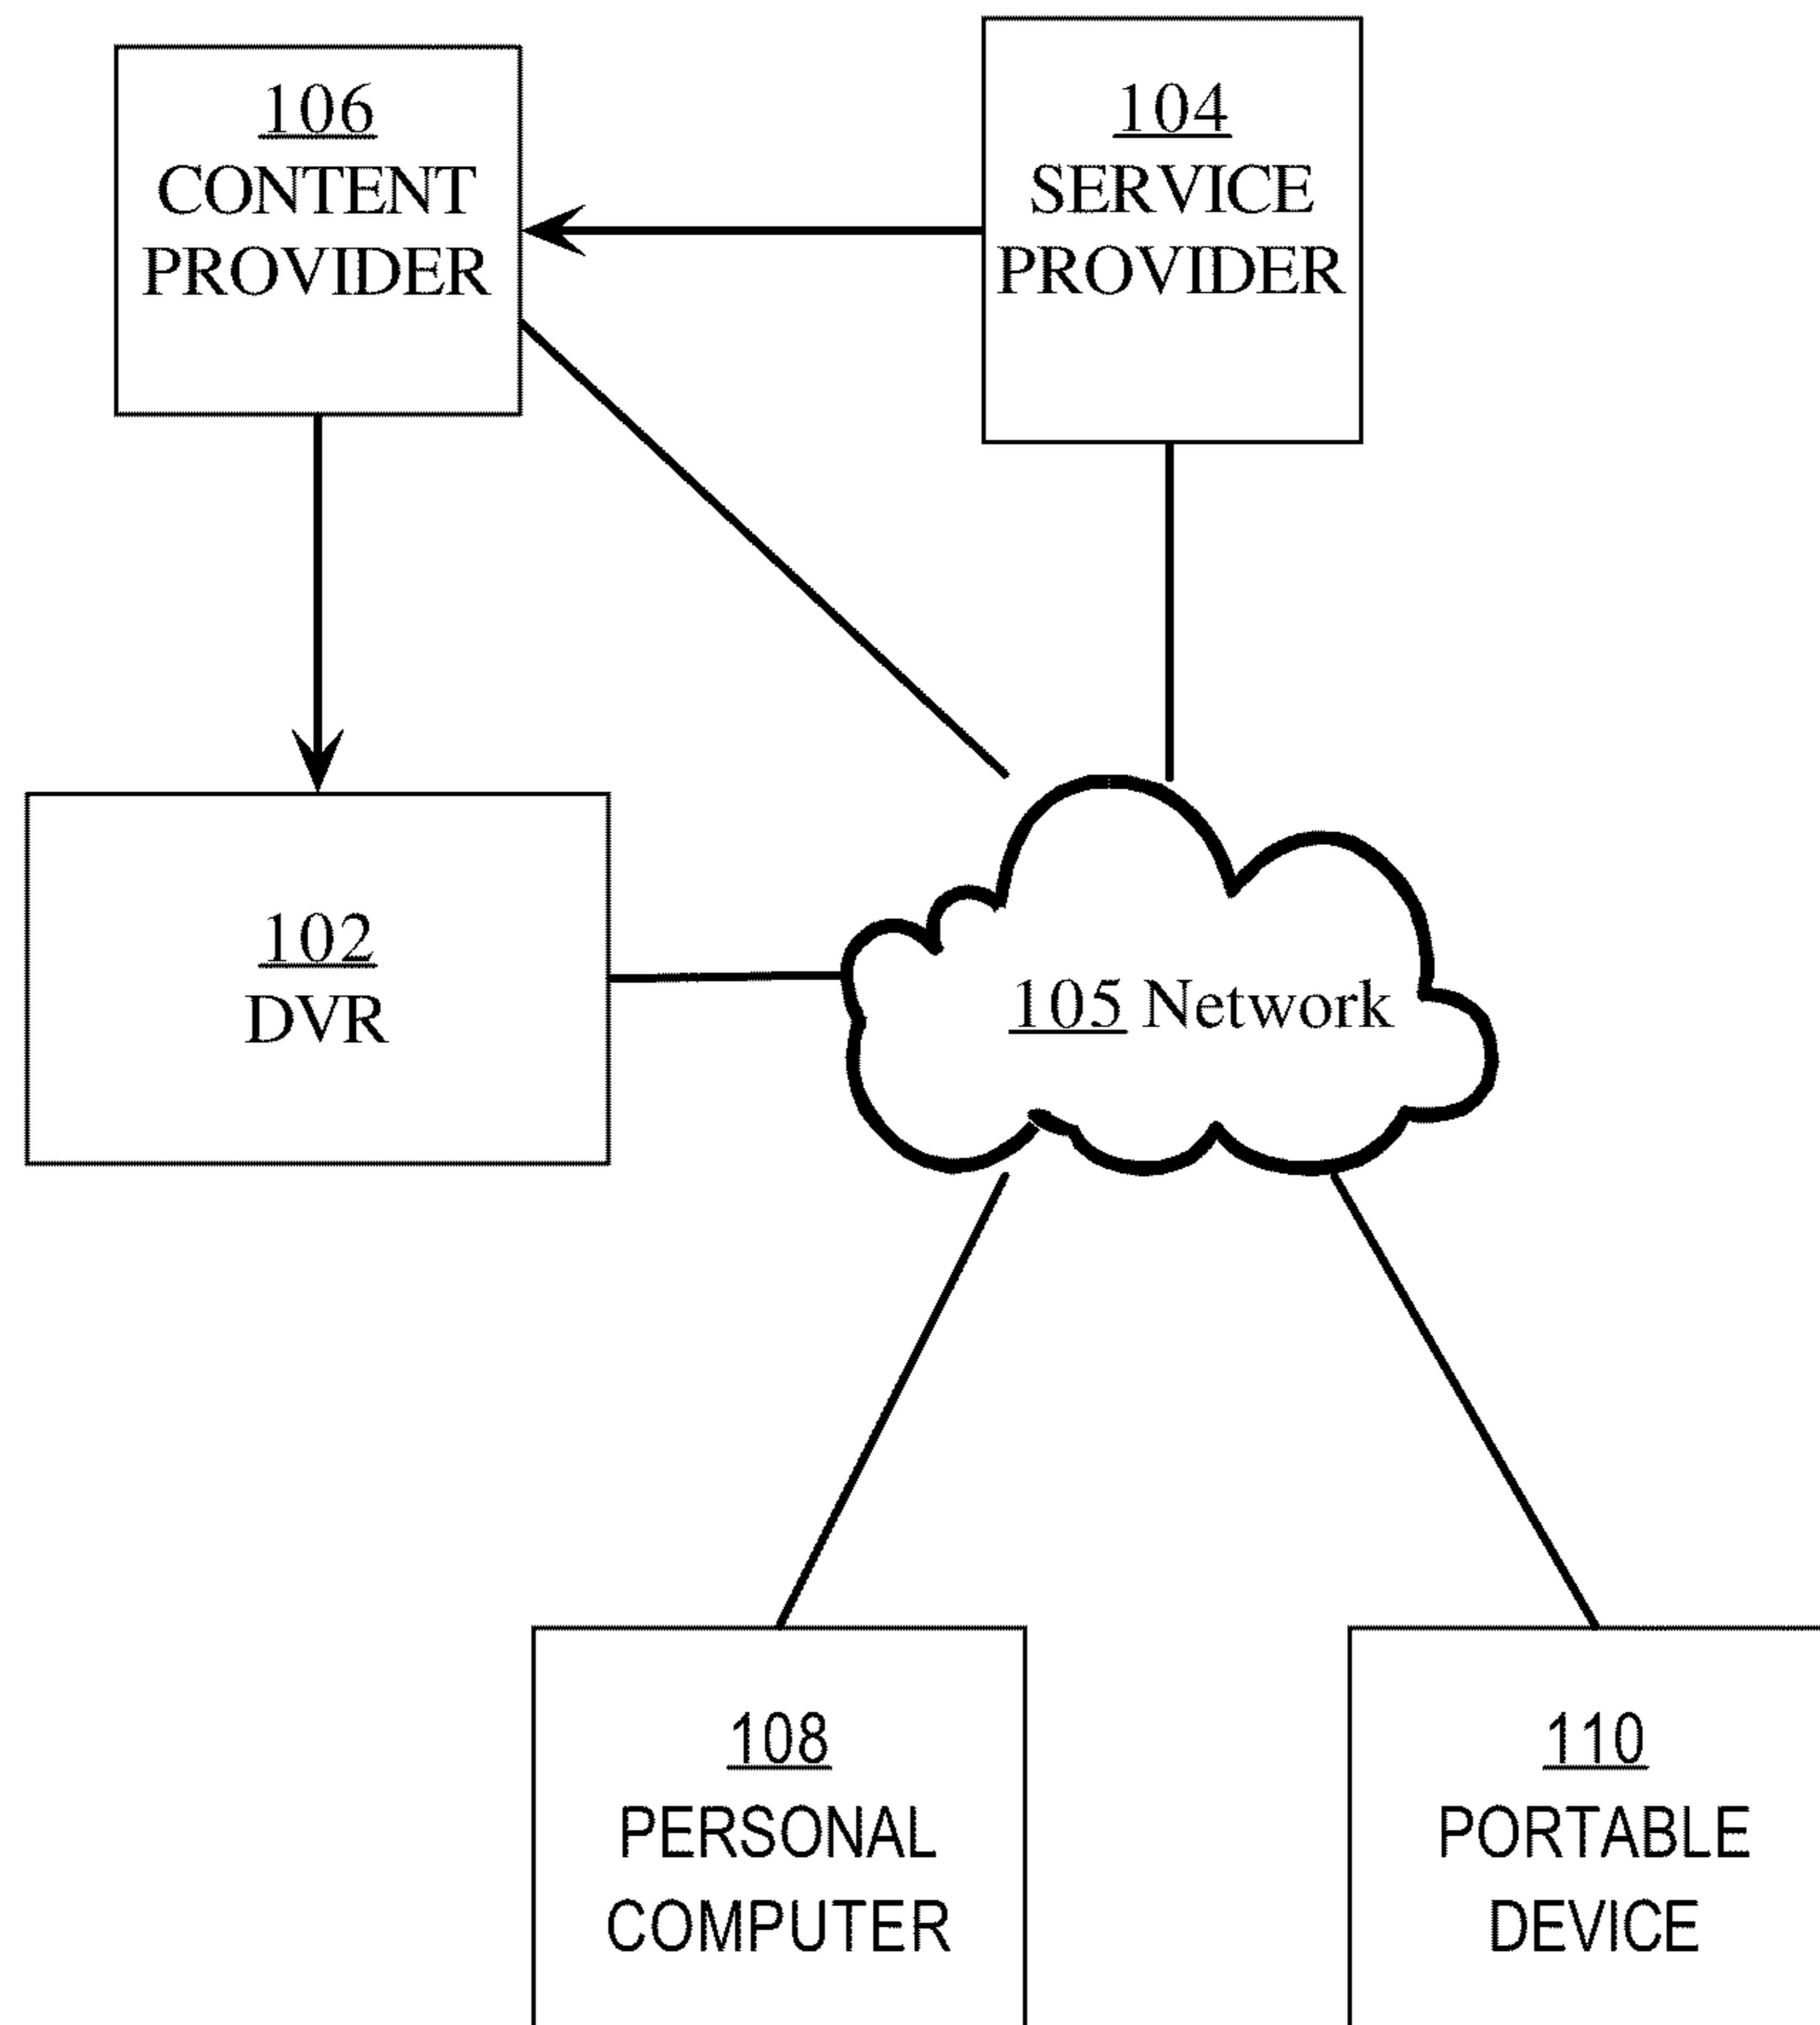 106
CONTENT
PROVIDER
104
SERVICE
PROVIDER
102
DVR
105 Network
108
PERSONAL
COMPUTER
110
PORTABLE
DEVICE